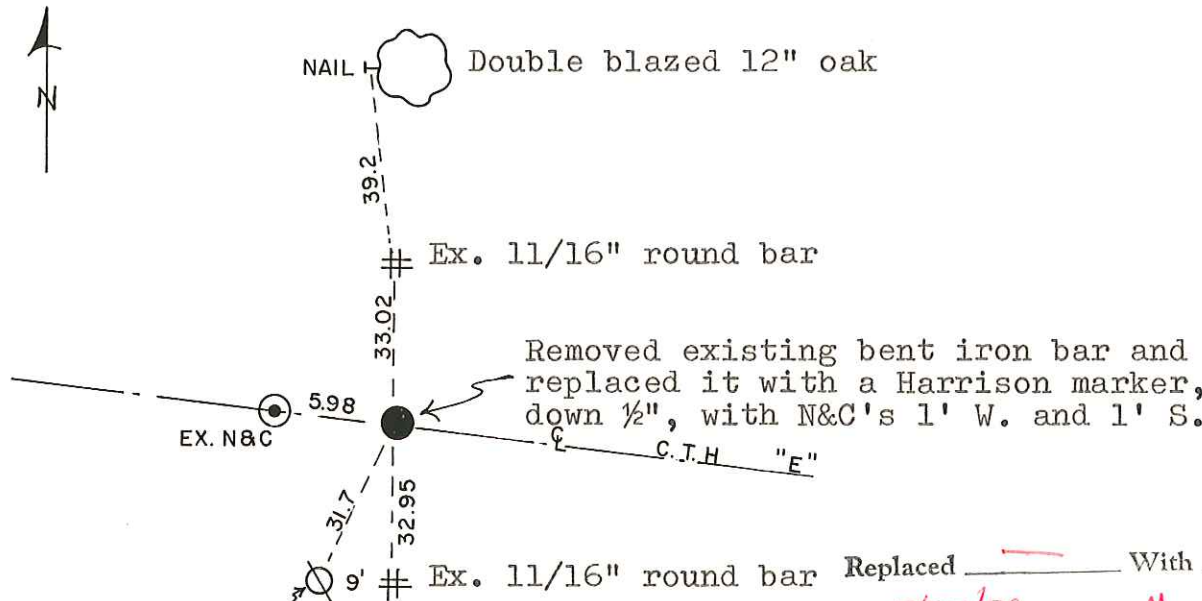 N
NAIL
Double blazed 12" oak
39.2
Ex. 11/16" round bar
33.02
Removed existing bent iron bar and
replaced it with a Harrison marker,
down ½", with N&C's 1' W. and 1' S.
5.98
EX. N&C
℄ C.T.H "E"
31.7
32.95
9'
Ex. 11/16" round bar
Replaced ______ With